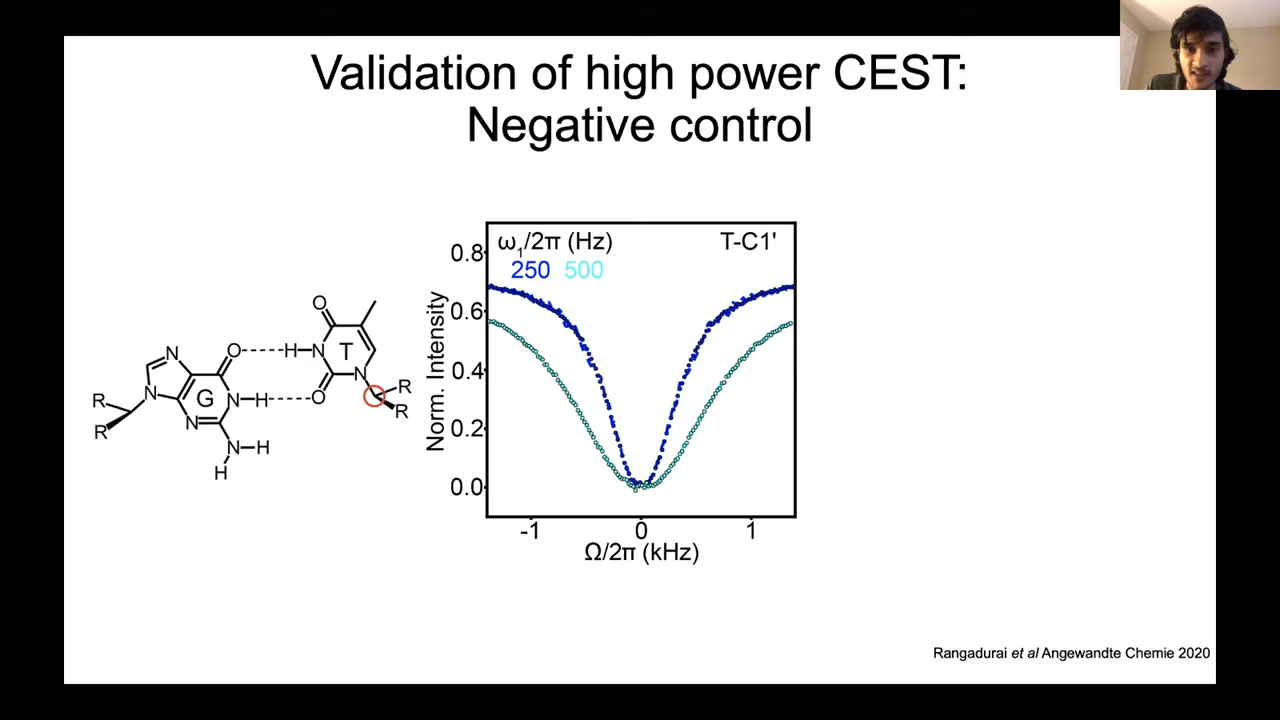 Validation of high power CEST:
Negative control
ω1/2π (Hz)
250 500
T-C1'
Norm. Intensity
0.8
0.6
0.4
0.2
0.0
-1 0 1
Ω/2π (kHz)
N
N
G
N
N
O
H
N
H
H
R
R
O
H
N
T
N
O
R
R
Rangadurai et al Angewandte Chemie 2020